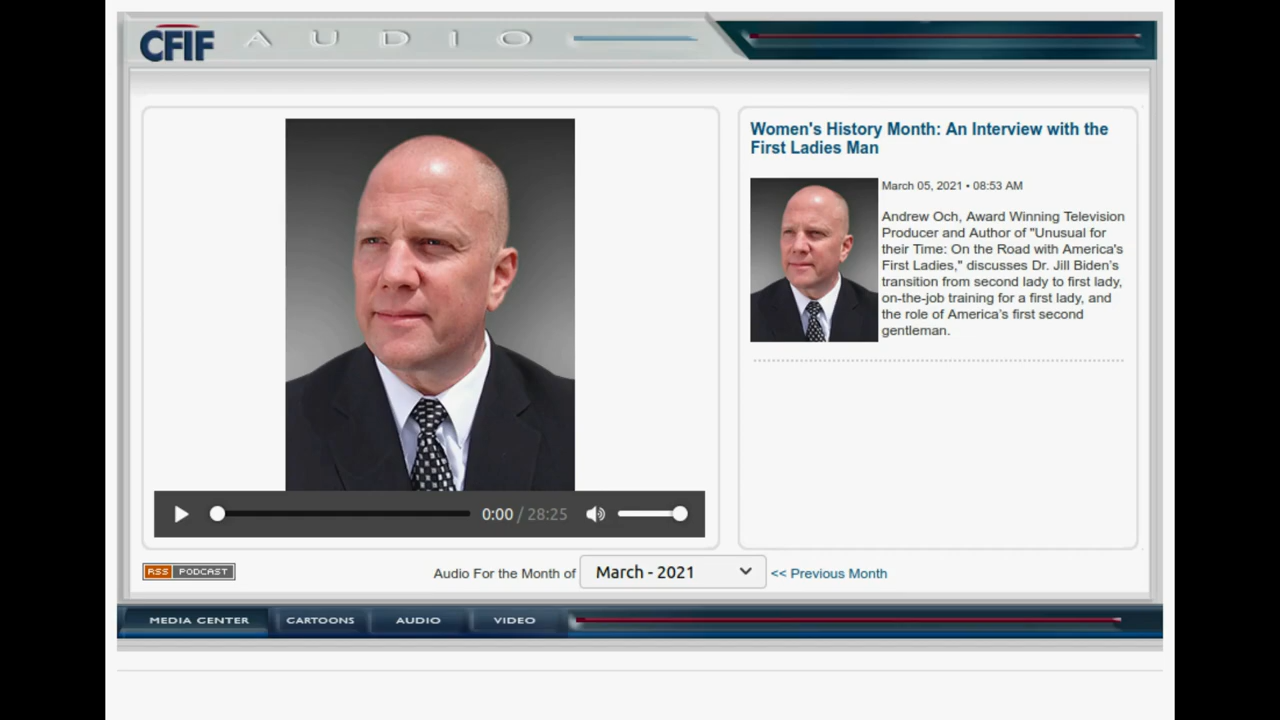 CFIF AUDIO
Women's History Month: An Interview with the
First Ladies Man
March 05, 2021 • 08:53 AM
Andrew Och, Award Winning Television
Producer and Author of "Unusual for
their Time: On the Road with America's
First Ladies," discusses Dr. Jill Biden’s
transition from second lady to first lady,
on-the-job training for a first lady, and
the role of America’s first second
gentleman.
0:00 / 28:25
RSS PODCAST
Audio For the Month of March - 2021 << Previous Month
MEDIA CENTER CARTOONS AUDIO VIDEO